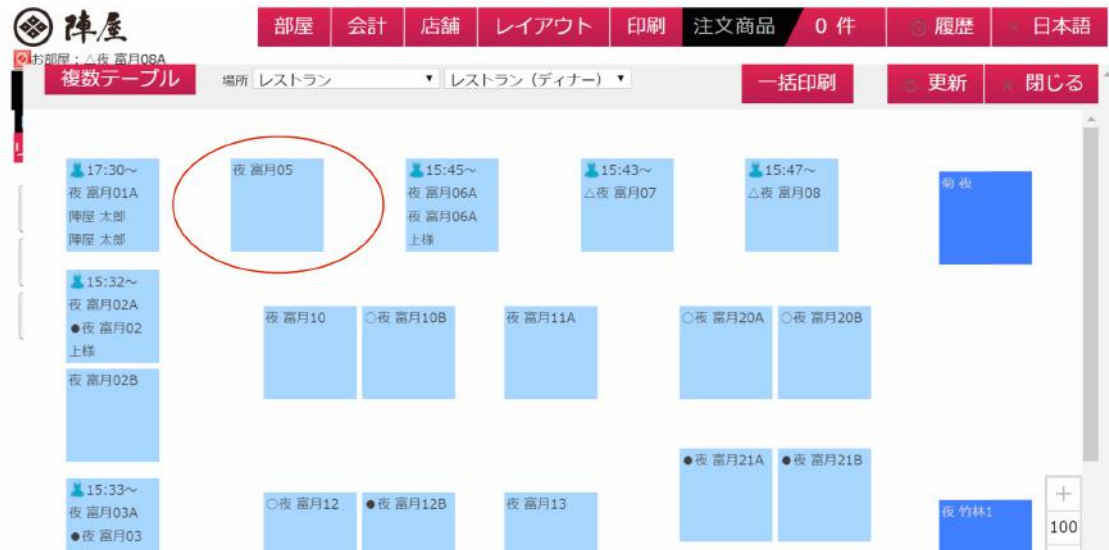 陣屋
部屋
会計
店舗
レイアウト
印刷
注文商品
0 件
履歴
日本語
お部屋：△夜 富月08A
複数テーブル
場所
レストラン
レストラン（ディナー）
一括印刷
更新
× 閉じる
17:30～
夜 富月01A
陣屋 太郎
陣屋 太郎
夜 富月05
15:45～
夜 富月06A
夜 富月06A
上様
15:43～
△夜 富月07
15:47～
△夜 富月08
菊 夜
15:32～
夜 富月02A
●夜 富月02
上様
夜 富月10
○夜 富月10B
夜 富月11A
○夜 富月20A
○夜 富月20B
夜 富月02B
●夜 富月21A
●夜 富月21B
15:33～
夜 富月03A
●夜 富月03
○夜 富月12
●夜 富月12B
夜 富月13
夜 竹林1
+
100